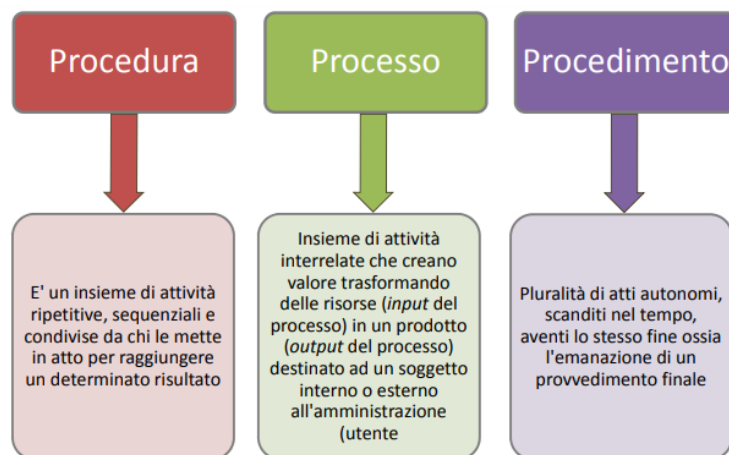 Procedura
Processo
Procedimento
E' un insieme di attività
ripetitive, sequenziali e
condivise da chi le mette
in atto per raggiungere
un determinato risultato
Insieme di attività
interrelate che creano
valore trasformando
delle risorse (input del
processo) in un prodotto
(output del processo)
destinato ad un soggetto
interno o esterno
all'amministrazione
(utente
Pluralità di atti autonomi,
scanditi nel tempo,
aventi lo stesso fine ossia
l'emanazione di un
provvedimento finale